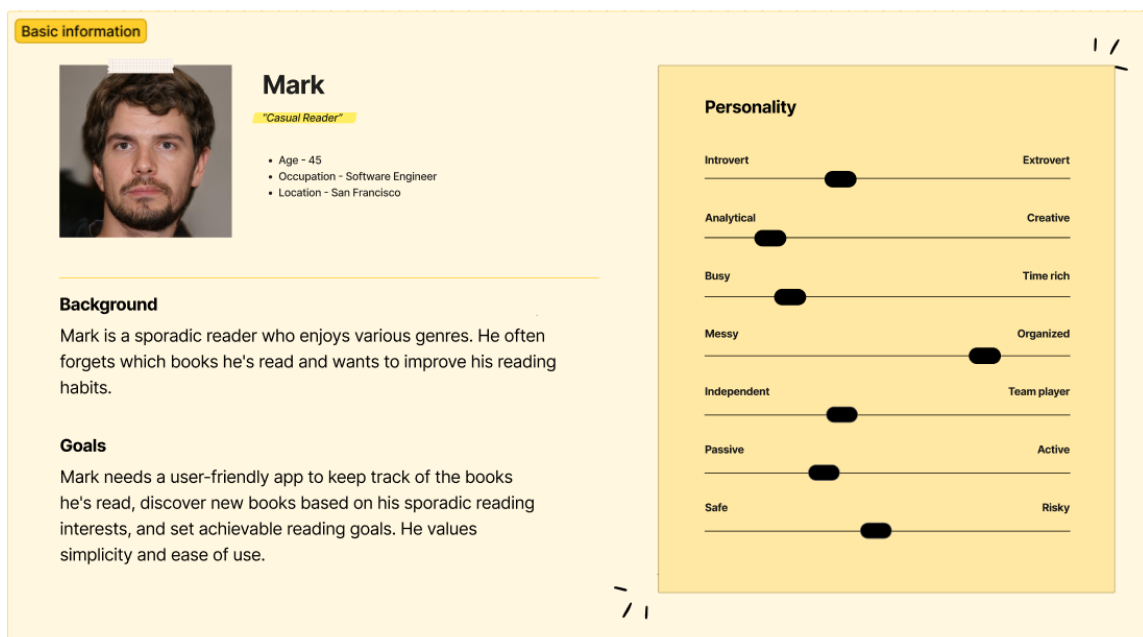 Basic information
Mark
"Casual Reader"
• Age - 45
• Occupation - Software Engineer
• Location - San Francisco
Background
Mark is a sporadic reader who enjoys various genres. He often
forgets which books he's read and wants to improve his reading
habits.
Goals
Mark needs a user-friendly app to keep track of the books
he's read, discover new books based on his sporadic reading
interests, and set achievable reading goals. He values
simplicity and ease of use.
Personality
Introvert Extrovert
Analytical Creative
Busy Time rich
Messy Organized
Independent Team player
Passive Active
Safe Risky